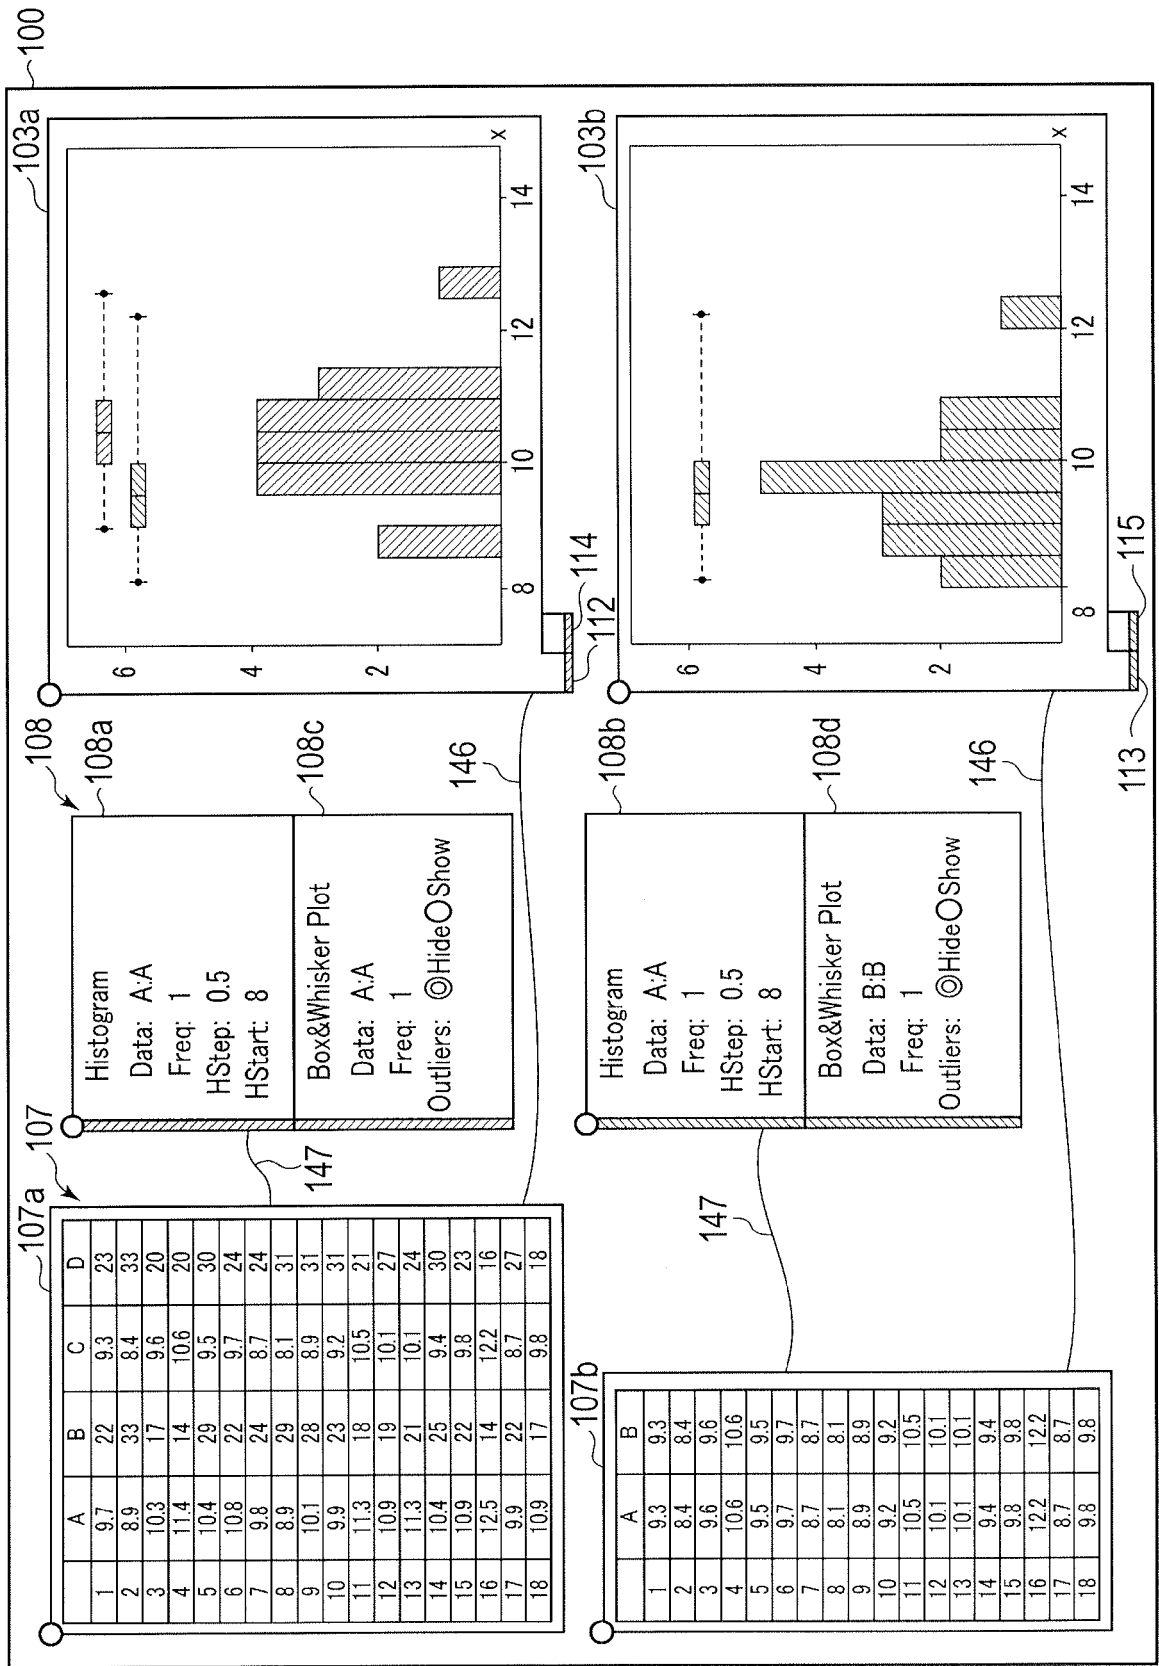 100
107a
107
A B C D
1 9.7 22 9.3 23
2 8.9 33 8.4 33
3 10.3 17 9.6 20
4 11.4 14 10.6 20
5 10.4 29 9.5 30
6 10.8 22 9.7 24
7 9.8 24 8.7 24
8 8.9 29 8.1 31
9 10.1 28 8.9 31
10 9.9 23 9.2 31
11 11.3 18 10.5 21
12 10.9 19 10.1 27
13 11.3 21 10.1 24
14 10.4 25 9.4 30
15 10.9 22 9.8 23
16 12.5 14 12.2 16
17 9.9 22 8.7 27
18 10.9 17 9.8 18
147
108
108a
Histogram
Data: A:A
Freq: 1
HStep: 0.5
HStart: 8
108c
Box&Whisker Plot
Data: A:A
Freq: 1
Outliers: ◎Hide○Show
146
103a
6
4
2
8 10 12 14
x
112
114
107b
A B
1 9.3 9.3
2 8.4 8.4
3 9.6 9.6
4 10.6 10.6
5 9.5 9.5
6 9.7 9.7
7 8.7 8.7
8 8.1 8.1
9 8.9 8.9
10 9.2 9.2
11 10.5 10.5
12 10.1 10.1
13 10.1 10.1
14 9.4 9.4
15 9.8 9.8
16 12.2 12.2
17 8.7 8.7
18 9.8 9.8
147
108b
Histogram
Data: A:A
Freq: 1
HStep: 0.5
HStart: 8
108d
Box&Whisker Plot
Data: B:B
Freq: 1
Outliers: ◎Hide○Show
146
103b
6
4
2
8 10 12 14
x
113
115